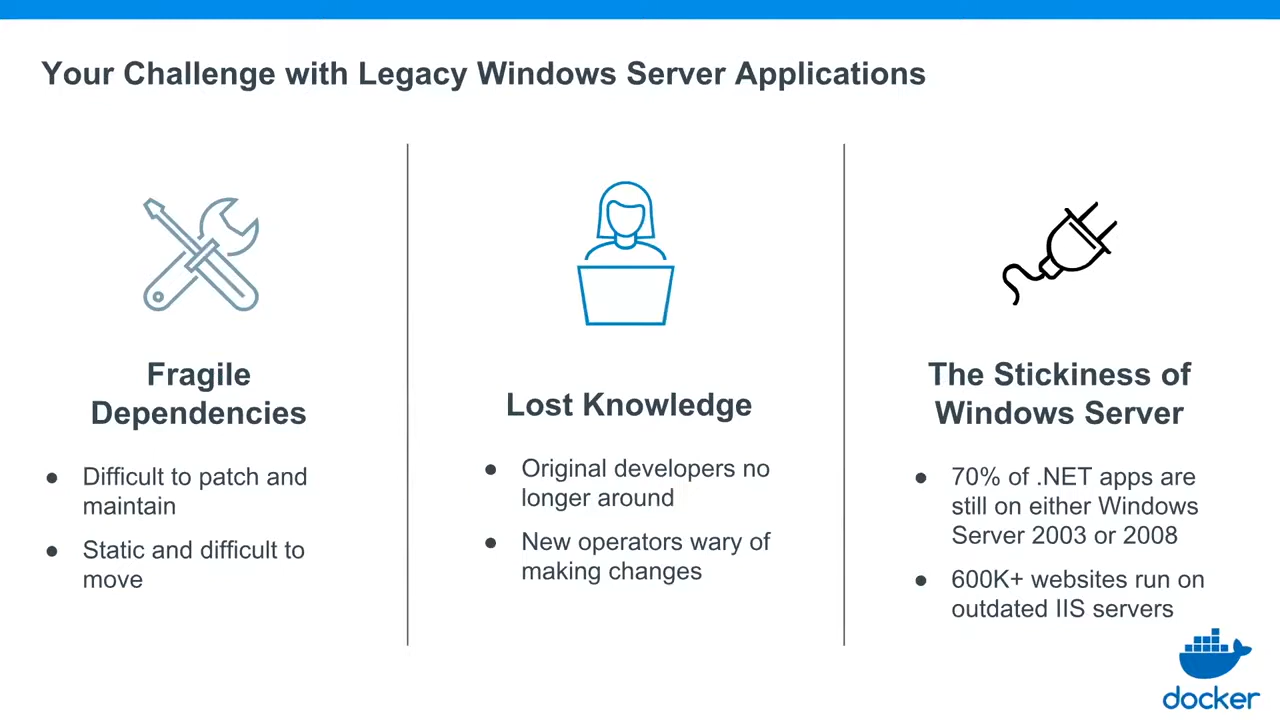 Your Challenge with Legacy Windows Server Applications
Fragile
Dependencies
● Difficult to patch and
maintain
● Static and difficult to
move
Lost Knowledge
● Original developers no
longer around
● New operators wary of
making changes
The Stickiness of
Windows Server
● 70% of .NET apps are
still on either Windows
Server 2003 or 2008
● 600K+ websites run on
outdated IIS servers
docker